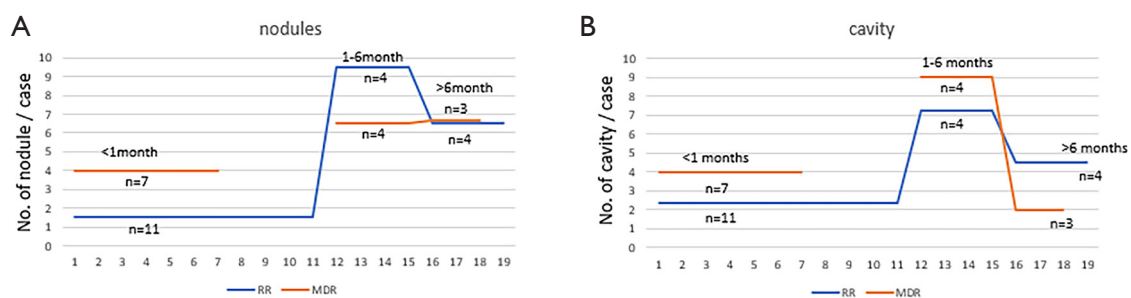 A
nodules
No. of nodule / case
10
9
8
7
6
5
4
3
2
1
0
1-6month
n=4
>6month
n=3
n=4
n=4
<1month
n=7
n=11
1 2 3 4 5 6 7 8 9 10 11 12 13 14 15 16 17 18 19
RR MDR
B
cavity
No. of cavity / case
10
9
8
7
6
5
4
3
2
1
0
1-6 months
n=4
n=4
>6 months
n=4
<1 months
n=7
n=11
n=3
1 2 3 4 5 6 7 8 9 10 11 12 13 14 15 16 17 18 19
RR MDR